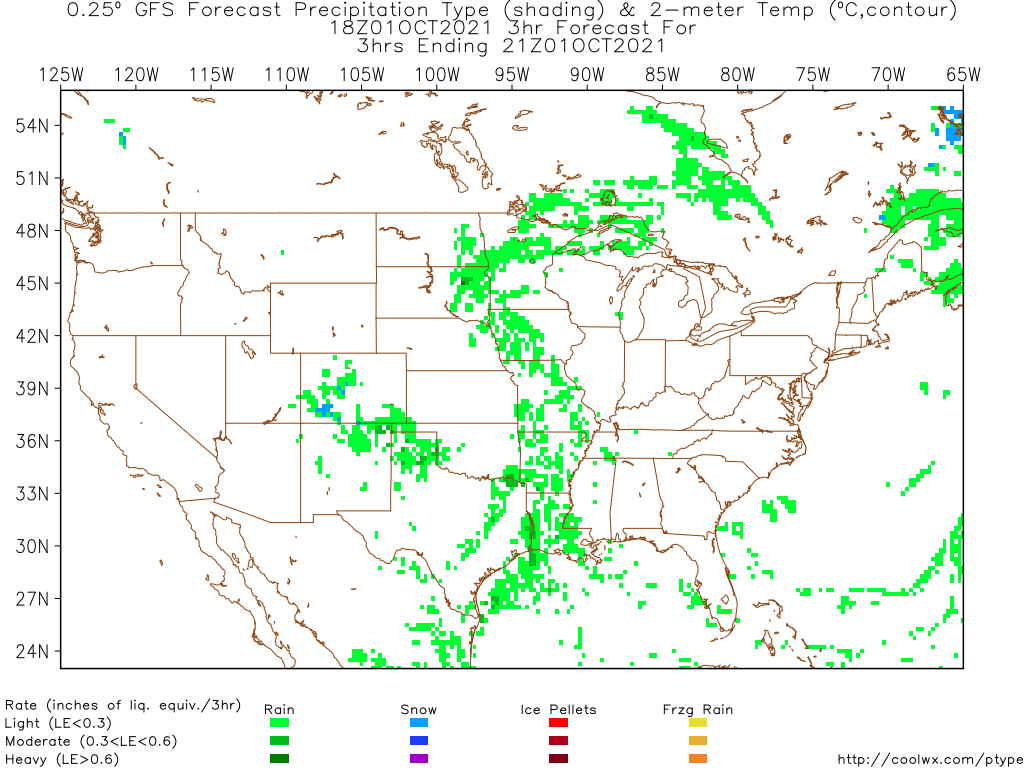 0.25° GFS Forecast Precipitation Type (shading) & 2-meter Temp (°C,contour)
18Z01OCT2021 3hr Forecast For
3hrs Ending 21Z01OCT2021
125W 120W 115W 110W 105W 100W 95W 90W 85W 80W 75W 70W 65W
54N
51N
48N
45N
42N
39N
36N
33N
30N
27N
24N
Rate (inches of liq. equiv./3hr) Rain Snow Ice Pellets Frzg Rain
Light (LE<0.3)
Moderate (0.3<LE<0.6)
Heavy (LE>0.6)
http://coolwx.com/ptype